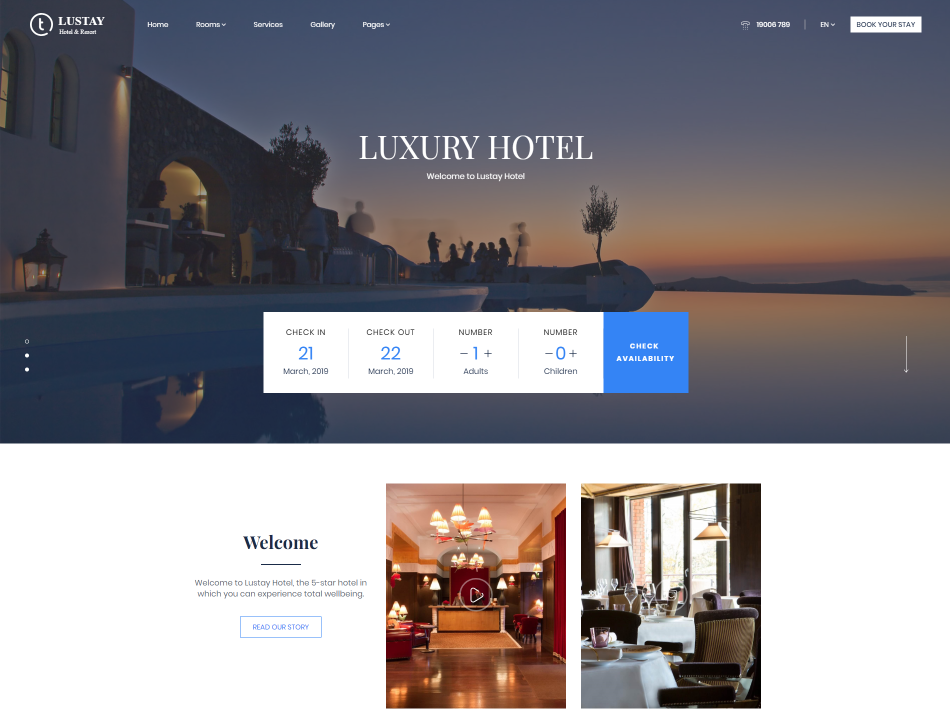 LUSTAY
Hotel & Resort
Home
Rooms
Services
Gallery
Pages
19006 789
EN
BOOK YOUR STAY
LUXURY HOTEL
Welcome to Lustay Hotel
CHECK IN
21
March, 2019
CHECK OUT
22
March, 2019
NUMBER
- 1 +
Adults
NUMBER
- 0 +
Children
CHECK
AVAILABILITY
Welcome
Welcome to Lustay Hotel, the 5-star hotel in
which you can experience total wellbeing.
READ OUR STORY